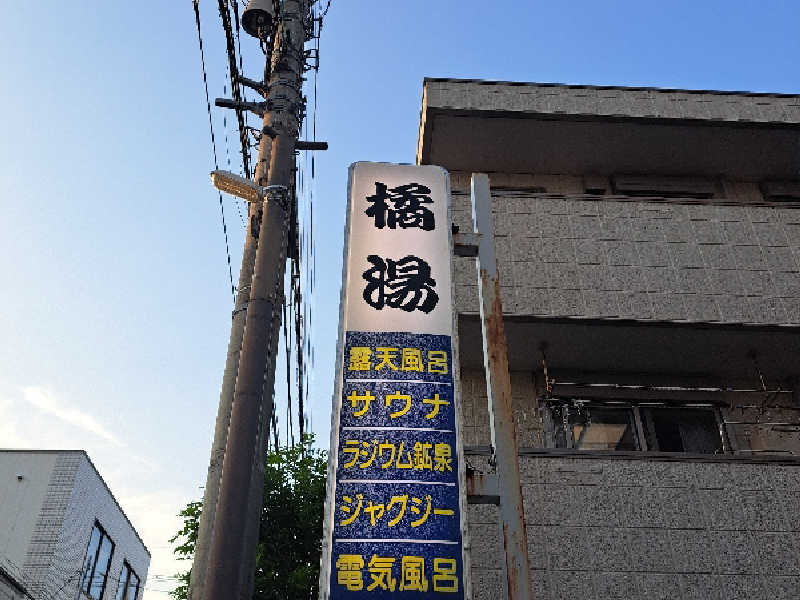 橘湯
露天風呂
サウナ
ラジウム鉱泉
ジャグジー
電気風呂